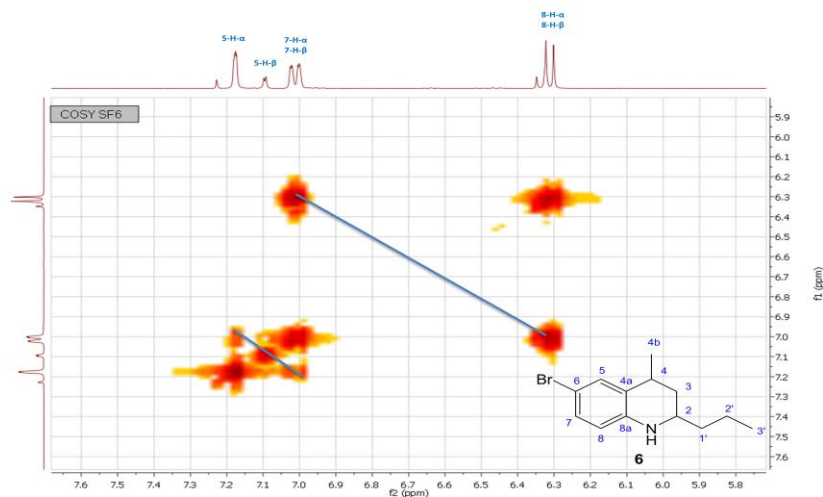 5-H-α
5-H-β
7-H-α
7-H-β
8-H-α
8-H-β
COSY SF6
5.9
6.0
6.1
6.2
6.3
6.4
6.5
6.6
6.7
6.8
6.9
7.0
7.1
7.2
7.3
7.4
7.5
7.6
f1 (ppm)
4b
Br
6
5
4a
4
3
7
8
8a
N
H
2
1'
2'
3'
6
7.6 7.5 7.4 7.3 7.2 7.1 7.0 6.9 6.8 6.7 6.6 6.5 6.4 6.3 6.2 6.1 6.0 5.9 5.8
f2 (ppm)